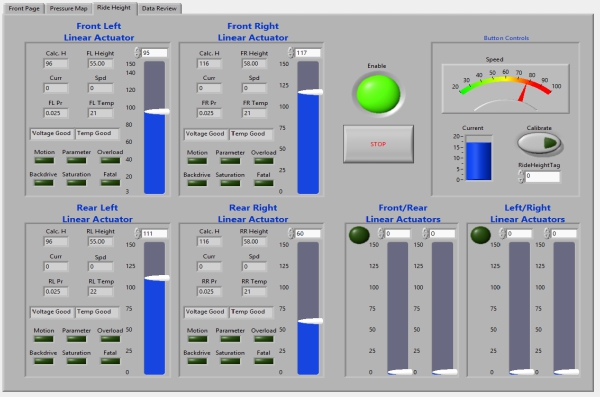 Front Page Pressure Map Ride Height Data Review
Front Left
Linear Actuator
Calc. H FL Height 95
96 55.00 150
140
Curr Spd
0 0 120
100
FL Pr FL Temp
0.025 21 80
Voltage Good Temp Good 60
Motion Parameter Overload
40
Backdrive Saturation Fatal 20
3
Front Right
Linear Actuator
Calc. H FR Height 117
116 58.00 150
Curr Spd 125
0 0
100
FR Pr FR Temp
0.025 21 75
Voltage Good Temp Good
50
Motion Parameter Overload
25
Backdrive Saturation Fatal
0
Enable
STOP
Button Controls
Speed
20 30 40 50 60 70 80 90 100
Current
20
15
10
5
0
Calibrate
RideHeightTag
0
Rear Left
Linear Actuator
Calc. H RL Height 111
96 55.00 150
Curr Spd 125
0 0
100
RL Pr RL Temp
0.025 22
75
Voltage Good Temp Good
Motion Parameter Overload 50
Backdrive Saturation Fatal 25
0
Rear Right
Linear Actuator
Calc. H RR Height 60
116 58.00 150
Curr Spd 125
0 0
100
RR Pr RR Temp
0.025 21
75
Voltage Good Temp Good
Motion Parameter Overload 50
Backdrive Saturation Fatal 25
0
Front/Rear
Linear Actuators
0 0
150 150
125 125
100 100
75 75
50 50
25 25
0 0
Left/Right
Linear Actuators
0 0
150 150
125 125
100 100
75 75
50 50
25 25
0 0